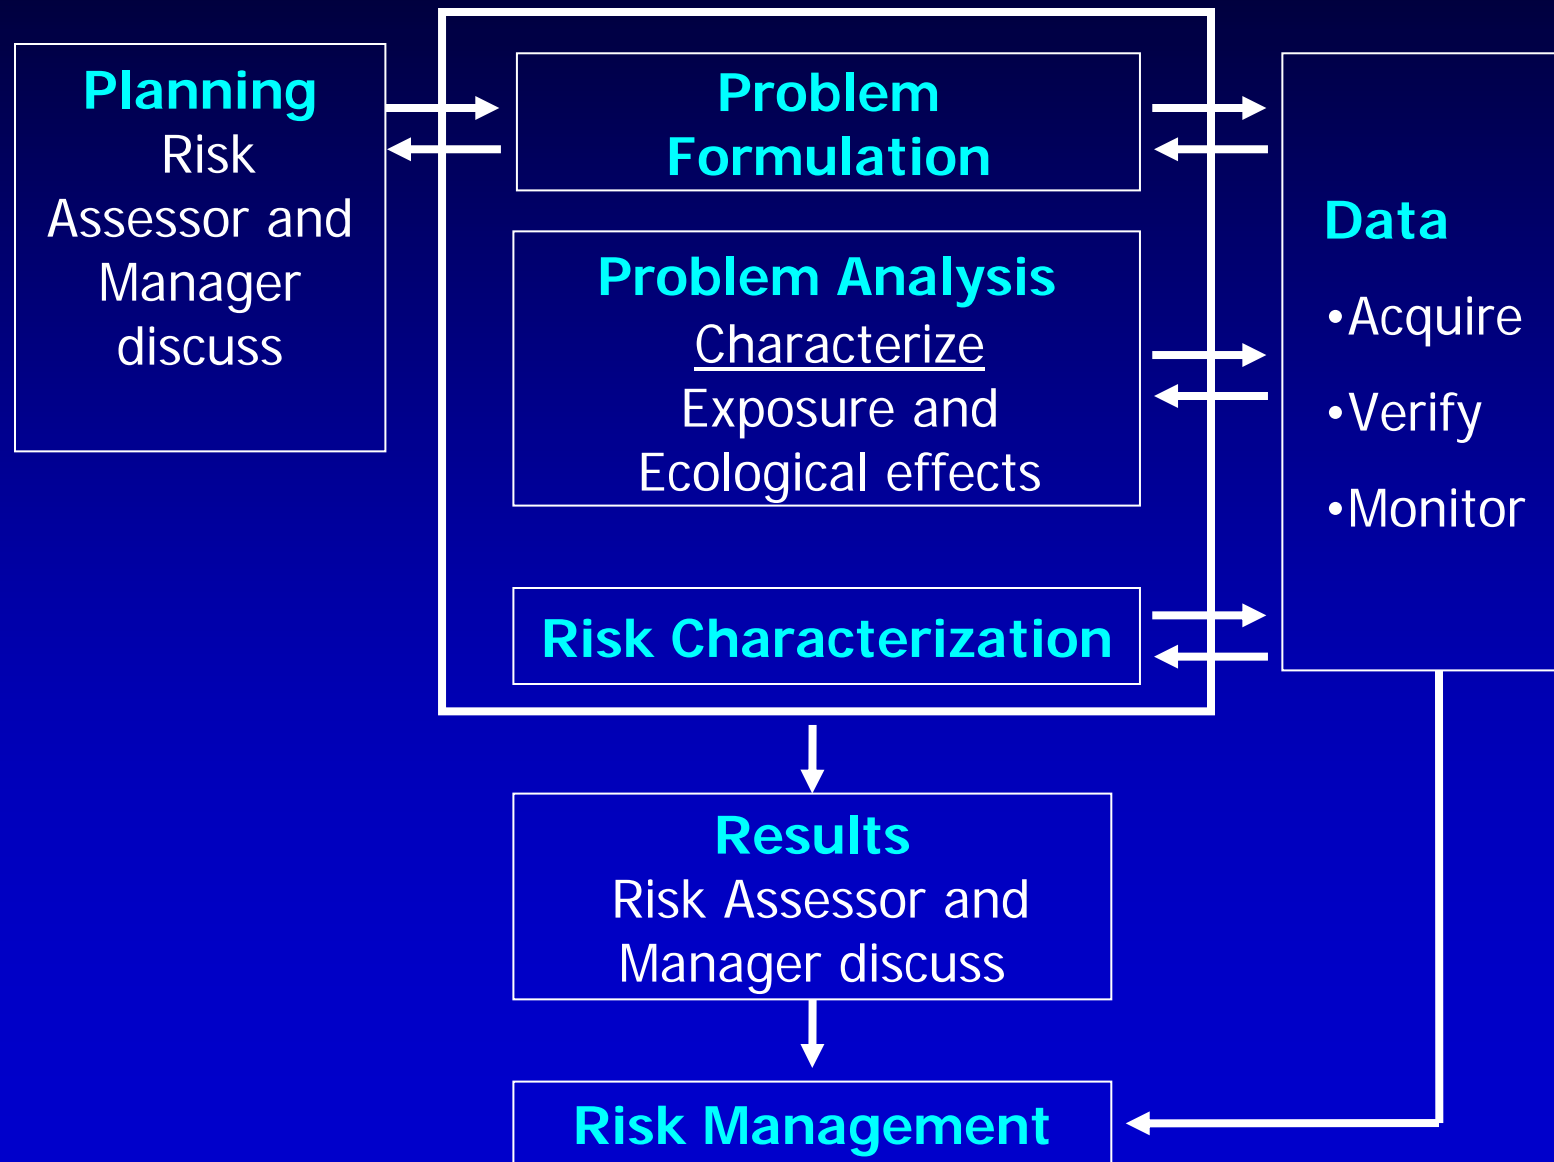 Planning
Risk
Assessor and
Manager
discuss
Problem
Formulation
Problem Analysis
Characterize
Exposure and
Ecological effects
Risk Characterization
Data
•Acquire
•Verify
•Monitor
Results
Risk Assessor and
Manager discuss
Risk Management